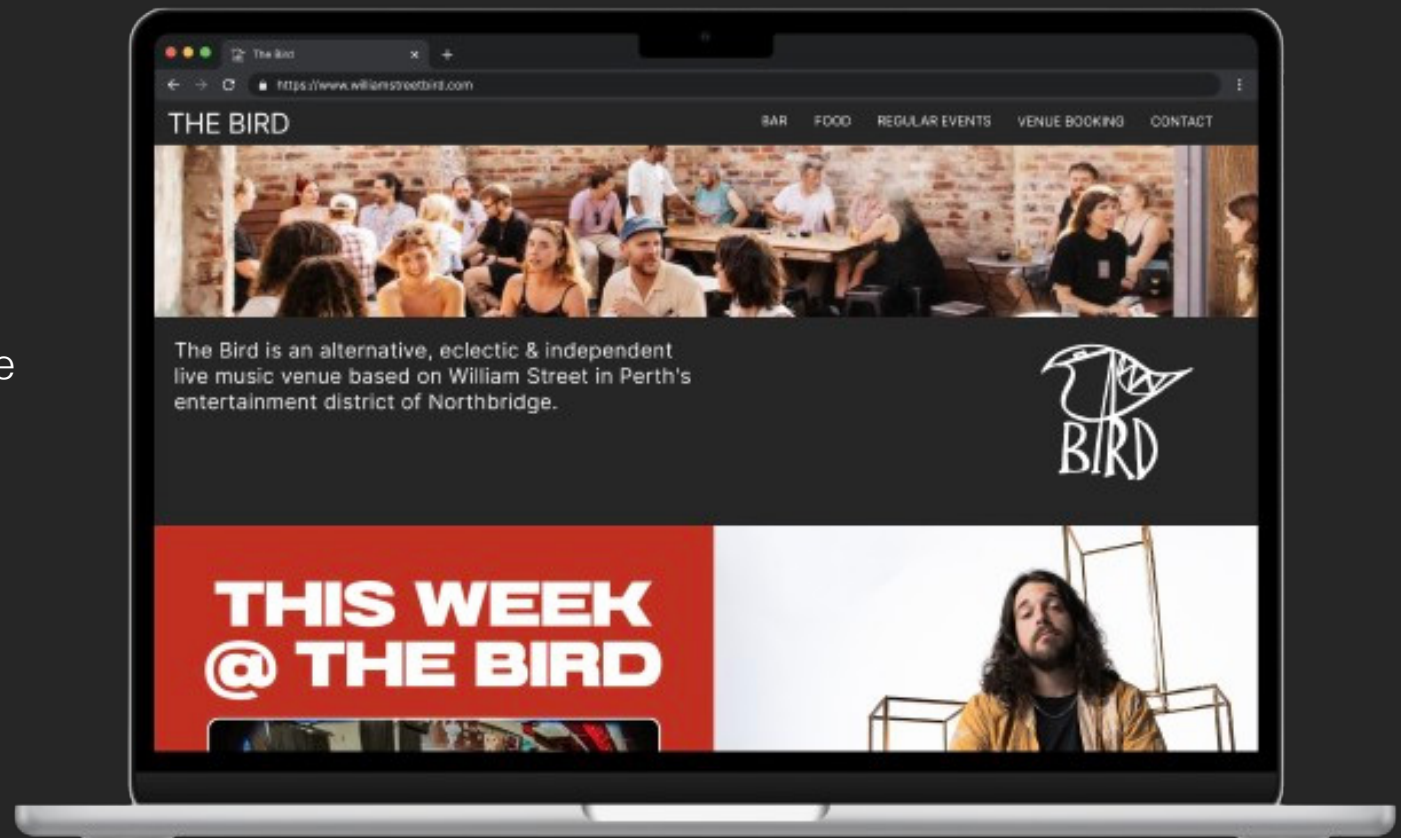 The Bird
https://www.williamstreetbird.com
THE BIRD
BAR FOOD REGULAR EVENTS VENUE BOOKING CONTACT
e
The Bird is an alternative, eclectic & independent
live music venue based on William Street in Perth's
entertainment district of Northbridge.
BIRD
THIS WEEK
@ THE BIRD